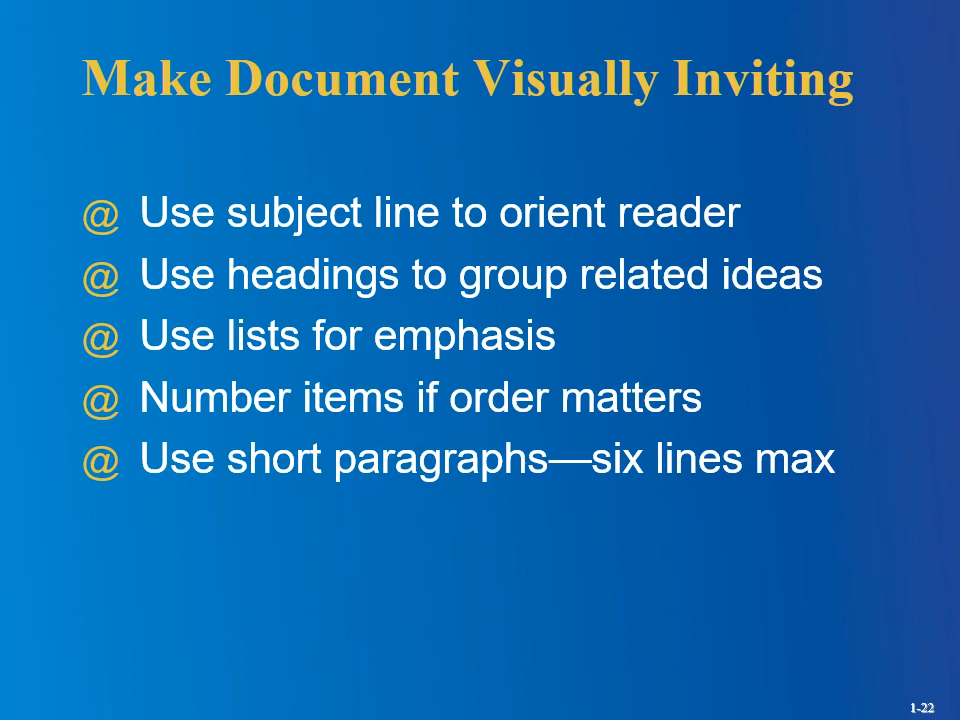 Make Document Visually Inviting
@ Use subject line to orient reader
@ Use headings to group related ideas
@ Use lists for emphasis
@ Number items if order matters
@ Use short paragraphs—six lines max
1-22